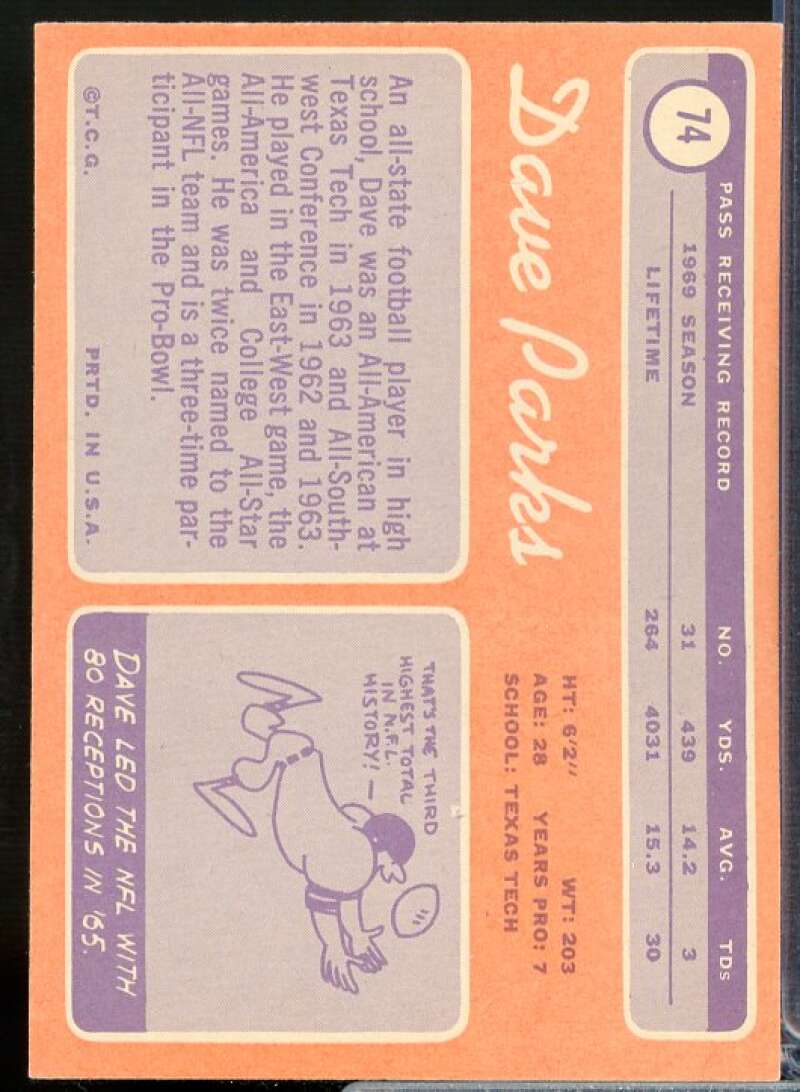 74
PASS RECEIVING RECORD NO. YDS. AVG. TDs
1969 SEASON 31 439 14.2 3
LIFETIME 264 4031 15.3 30
Dave Parks
HT: 6'2" WT: 203
AGE: 28 YEARS PRO: 7
SCHOOL: TEXAS TECH
An all-state football player in high
school, Dave was an All-American at
Texas Tech in 1963 and All-South-
west Conference in 1962 and 1963.
He played in the East-West game, the
All-America and College All-Star
games. He was twice named to the
All-NFL team and is a three-time par-
ticipant in the Pro-Bowl.
©T.C.G. PRTD. IN U.S.A.
THAT'S THE THIRD
HIGHEST TOTAL
IN N.F.L.
HISTORY! —
DAVE LED THE NFL WITH
80 RECEPTIONS IN '65.